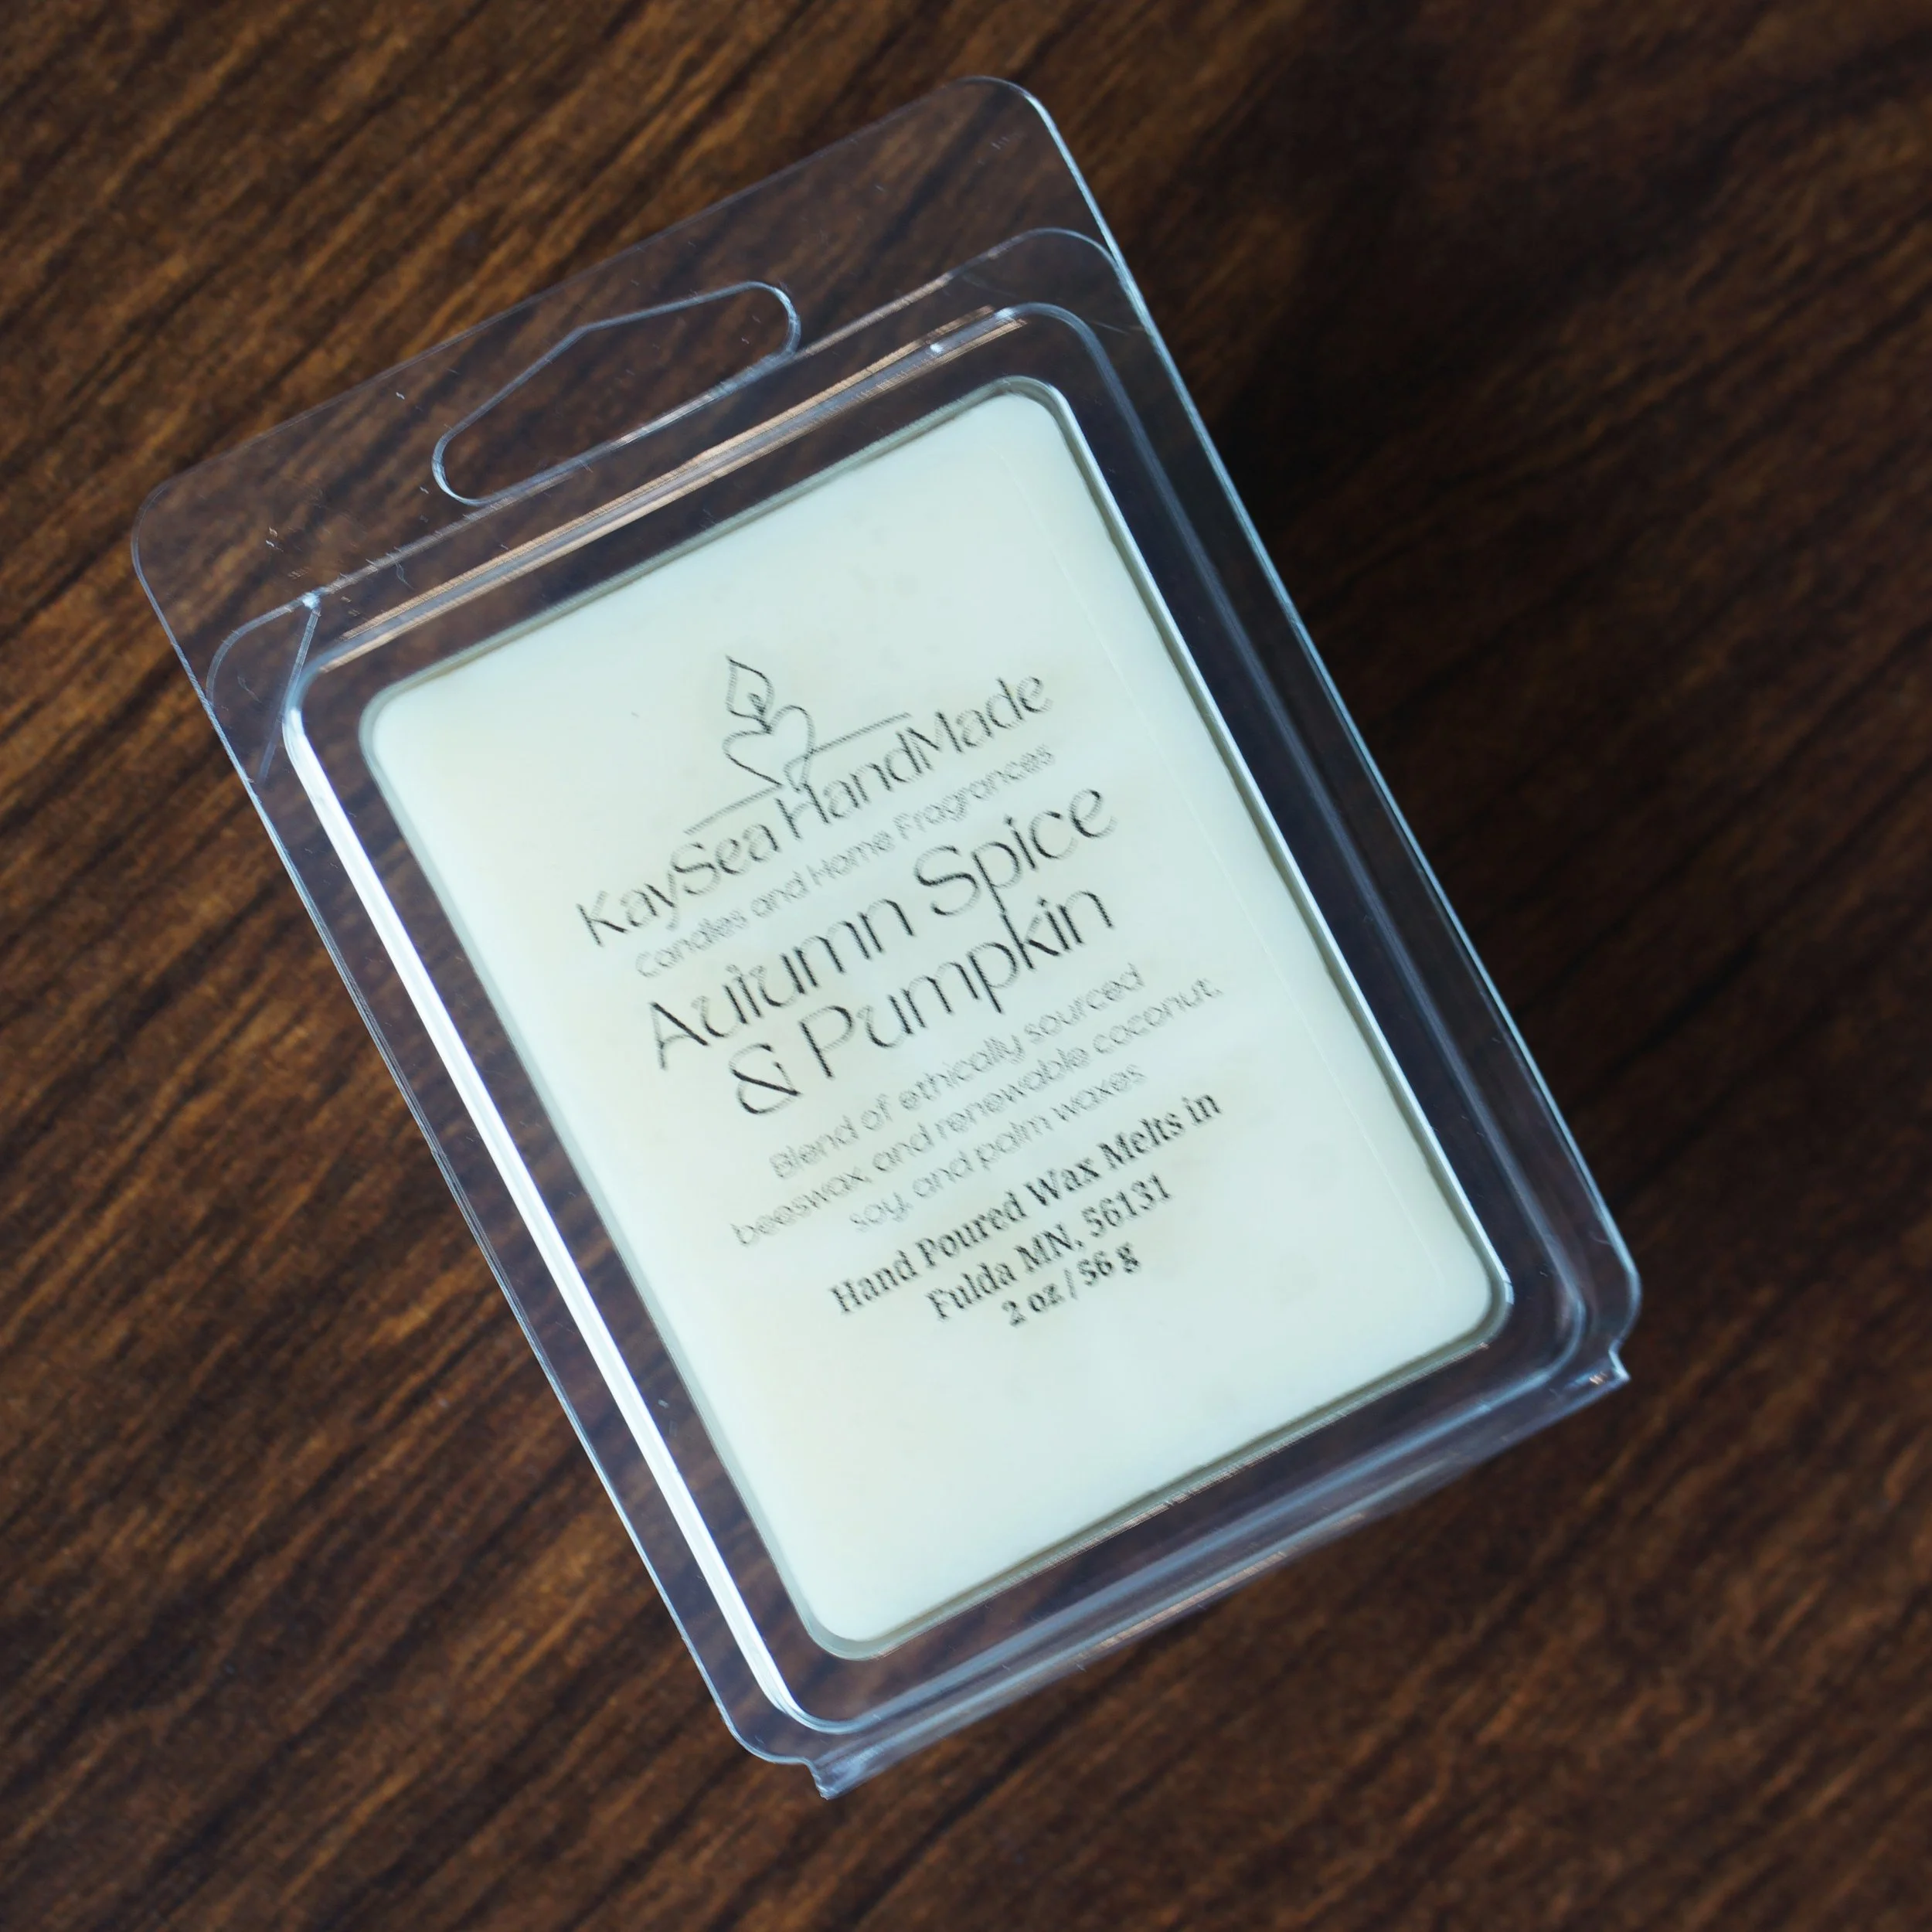 KaySea HandMade
Candles and Home Fragrances
Autumn Spice
& Pumpkin
Blend of ethically sourced
beeswax, and renewable coconut,
soy, and palm waxes
Hand Poured Wax Melts in
Fulda MN, 56131
2 oz / 56 g